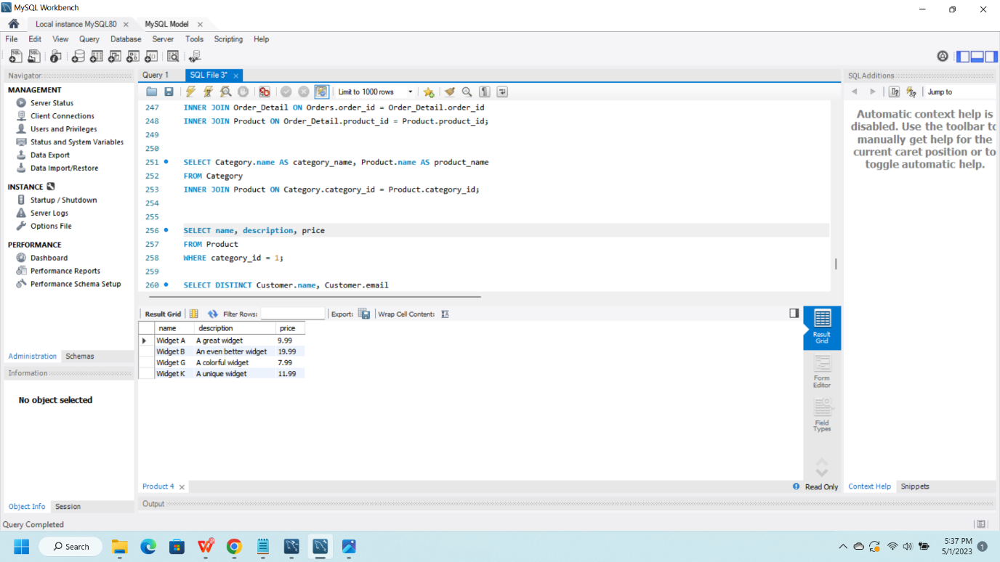 MySQL Workbench
Local instance MySQL80 ×
MySQL Model ×
File Edit View Query Database Server Tools Scripting Help
Navigator
MANAGEMENT
Server Status
Client Connections
Users and Privileges
Status and System Variables
Data Export
Data Import/Restore
INSTANCE
Startup / Shutdown
Server Logs
Options File
PERFORMANCE
Dashboard
Performance Reports
Performance Schema Setup
Administration Schemas
Information
No object selected
Object Info Session
Query 1 SQL File 3* ×
Limit to 1000 rows
247 INNER JOIN Order_Detail ON Orders.order_id = Order_Detail.order_id
248 INNER JOIN Product ON Order_Detail.product_id = Product.product_id;
249
250
251 SELECT Category.name AS category_name, Product.name AS product_name
252 FROM Category
253 INNER JOIN Product ON Category.category_id = Product.category_id;
254
255
256 SELECT name, description, price
257 FROM Product
258 WHERE category_id = 1;
259
260 SELECT DISTINCT Customer.name, Customer.email
Result Grid Filter Rows: Export: Wrap Cell Content:
name description price
Widget A A great widget 9.99
Widget B An even better widget 19.99
Widget G A colorful widget 7.99
Widget K A unique widget 11.99
Result
Grid
Form
Editor
Field
Types
Product 4 ×
Read Only
Output
SQLAdditions
Jump to
Automatic context help is
disabled. Use the toolbar to
manually get help for the
current caret position or to
toggle automatic help.
Context Help Snippets
Query Completed
Search
5:37 PM
5/1/2023
1